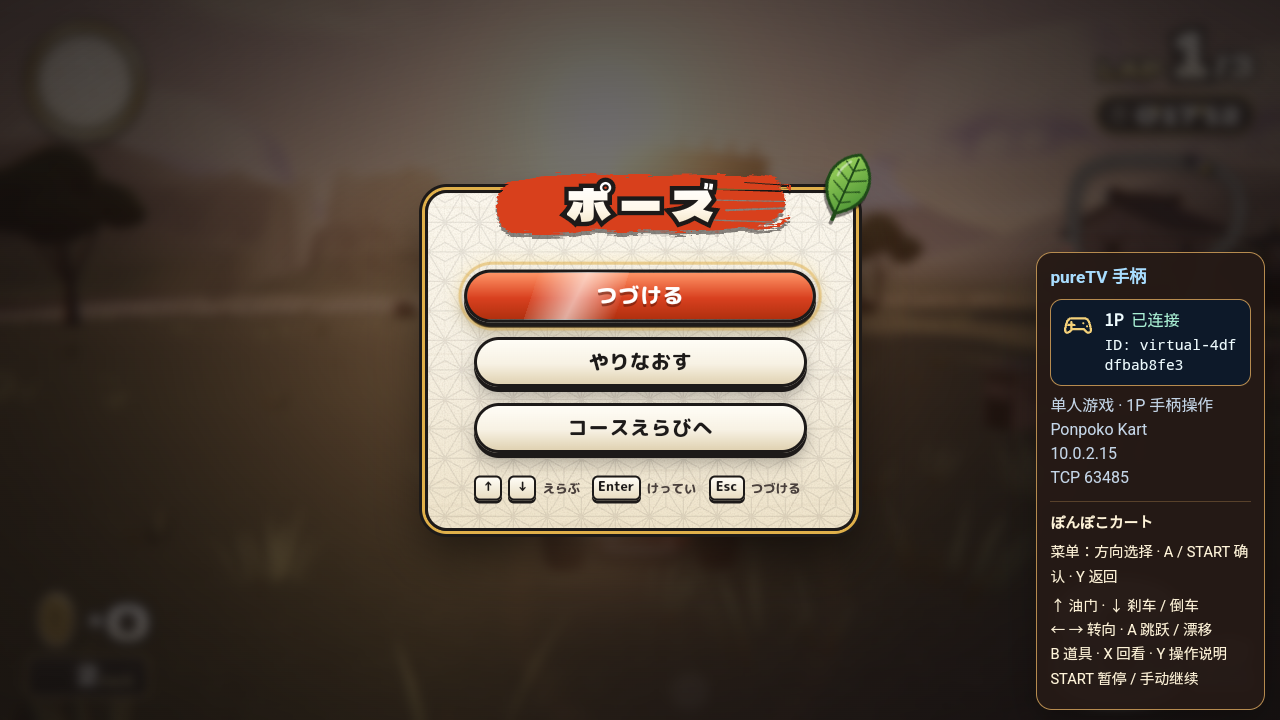 ポーズ
つづける
やりなおす
コースえらびへ
↑ ↓ えらぶ Enter けってい Esc つづける
pureTV 手柄
1P 已连接
ID: virtual-4df
dfbab8fe3
单人游戏 · 1P 手柄操作
Ponpoko Kart
10.0.2.15
TCP 63485
ぽんぽこカート
菜单：方向选择 · A / START 确
认 · Y 返回
↑ 油门 · ↓ 刹车 / 倒车
← → 转向 · A 跳跃 / 漂移
B 道具 · X 回看 · Y 操作说明
START 暂停 / 手动继续